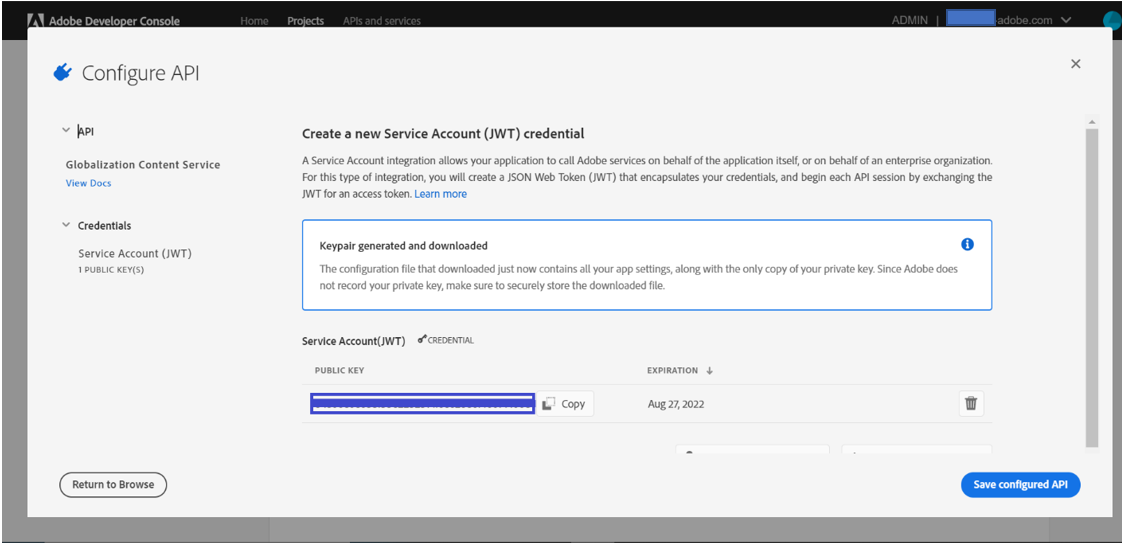 Adobe Developer Console Home Projects APIs and services ADMIN | -adobe.com
Configure API
API
Globalization Content Service
View Docs
Credentials
Service Account (JWT)
1 PUBLIC KEY(S)
Create a new Service Account (JWT) credential
A Service Account integration allows your application to call Adobe services on behalf of the application itself, or on behalf of an enterprise organization.
For this type of integration, you will create a JSON Web Token (JWT) that encapsulates your credentials, and begin each API session by exchanging the
JWT for an access token. Learn more
Keypair generated and downloaded
The configuration file that downloaded just now contains all your app settings, along with the only copy of your private key. Since Adobe does
not record your private key, make sure to securely store the downloaded file.
Service Account(JWT) CREDENTIAL
PUBLIC KEY EXPIRATION
Copy Aug 27, 2022
Return to Browse Save configured API